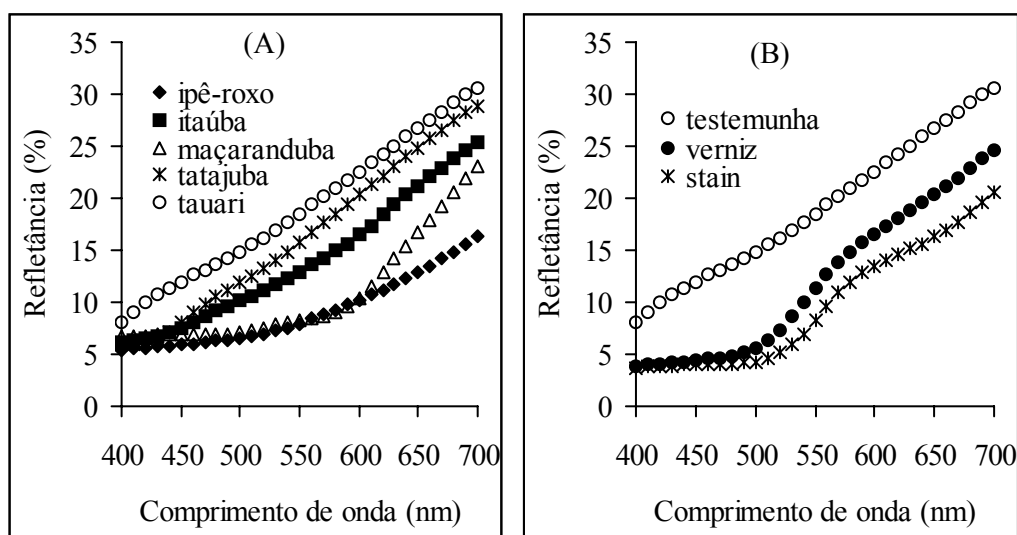 (A)
Refletância (%)
35
30
25
20
15
10
5
0
ipê-roxo
itaúba
maçaranduba
tatajuba
tauari
400 450 500 550 600 650 700
Comprimento de onda (nm)
(B)
Refletância (%)
35
30
25
20
15
10
5
0
testemunha
verniz
stain
400 450 500 550 600 650 700
Comprimento de onda (nm)